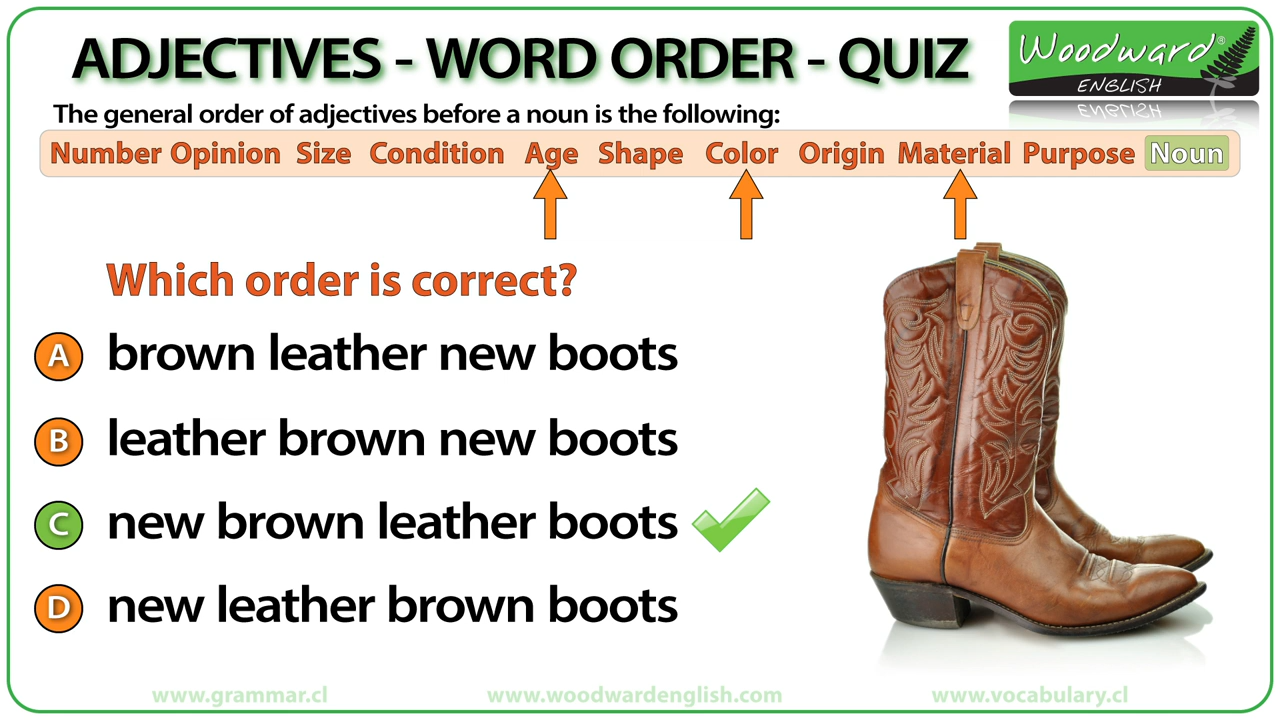 ADJECTIVES - WORD ORDER - QUIZ
Woodward®
ENGLISH
The general order of adjectives before a noun is the following:
Number Opinion Size Condition Age Shape Color Origin Material Purpose Noun
Which order is correct?
A brown leather new boots
B leather brown new boots
C new brown leather boots
D new leather brown boots
www.grammar.cl www.woodwardenglish.com www.vocabulary.cl